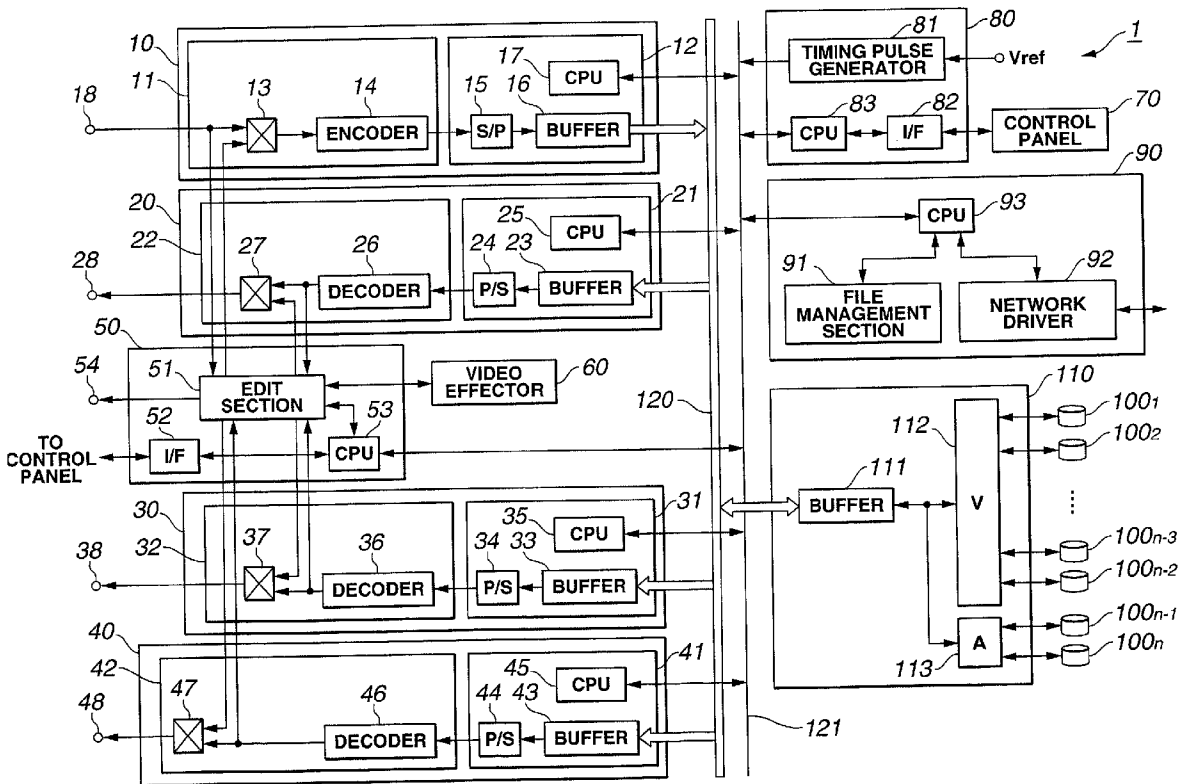 10
11
18
13
14
ENCODER
12
17
CPU
15
S/P
16
BUFFER
80
81
TIMING PULSE
GENERATOR
Vref
1
83
CPU
82
I/F
70
CONTROL
PANEL
20
22
28
27
26
DECODER
21
25
CPU
24
P/S
23
BUFFER
90
CPU
93
91
FILE
MANAGEMENT
SECTION
92
NETWORK
DRIVER
50
54
51
EDIT
SECTION
VIDEO
EFFECTOR
60
52
I/F
53
CPU
TO
CONTROL
PANEL
120
121
30
32
38
37
36
DECODER
31
35
CPU
34
P/S
33
BUFFER
110
111
BUFFER
112
V
113
A
1001
1002
100n-3
100n-2
100n-1
100n
40
42
48
47
46
DECODER
41
45
CPU
44
P/S
43
BUFFER